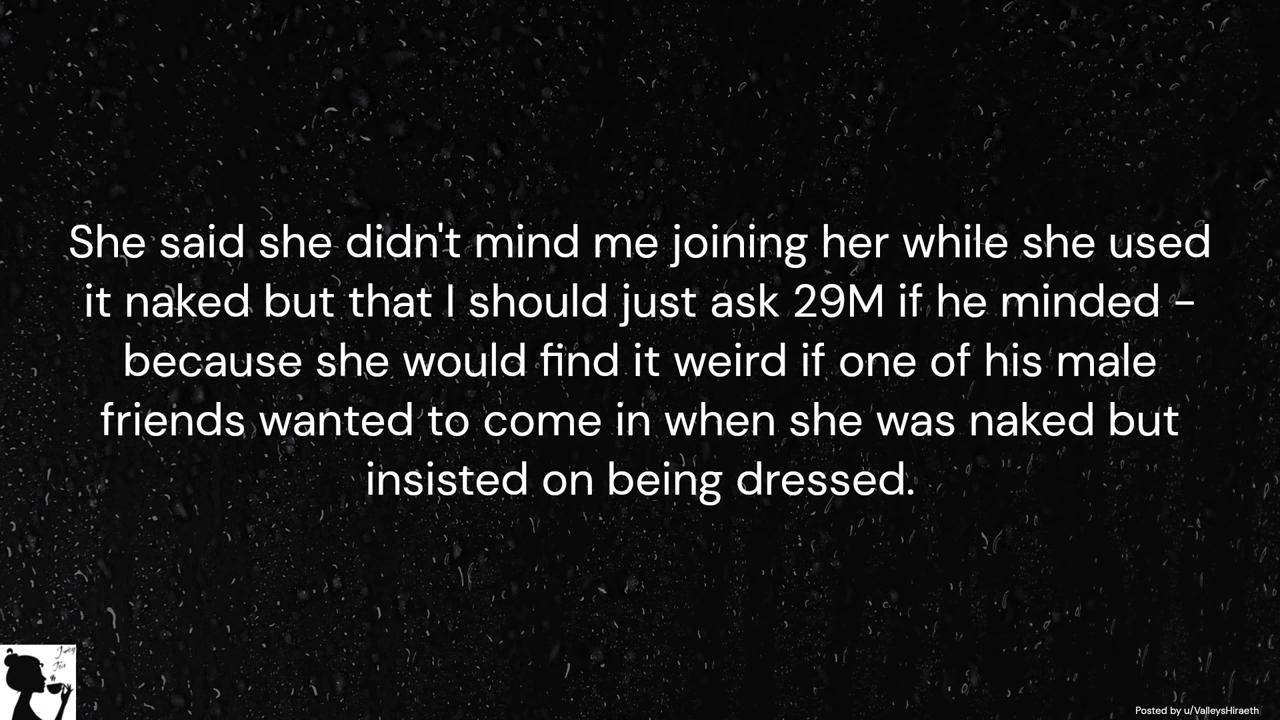 She said she didn't mind me joining her while she used
it naked but that I should just ask 29M if he minded –
because she would find it weird if one of his male
friends wanted to come in when she was naked but
insisted on being dressed.
Juicy
Tea
Posted by u/ValleysHiraeth